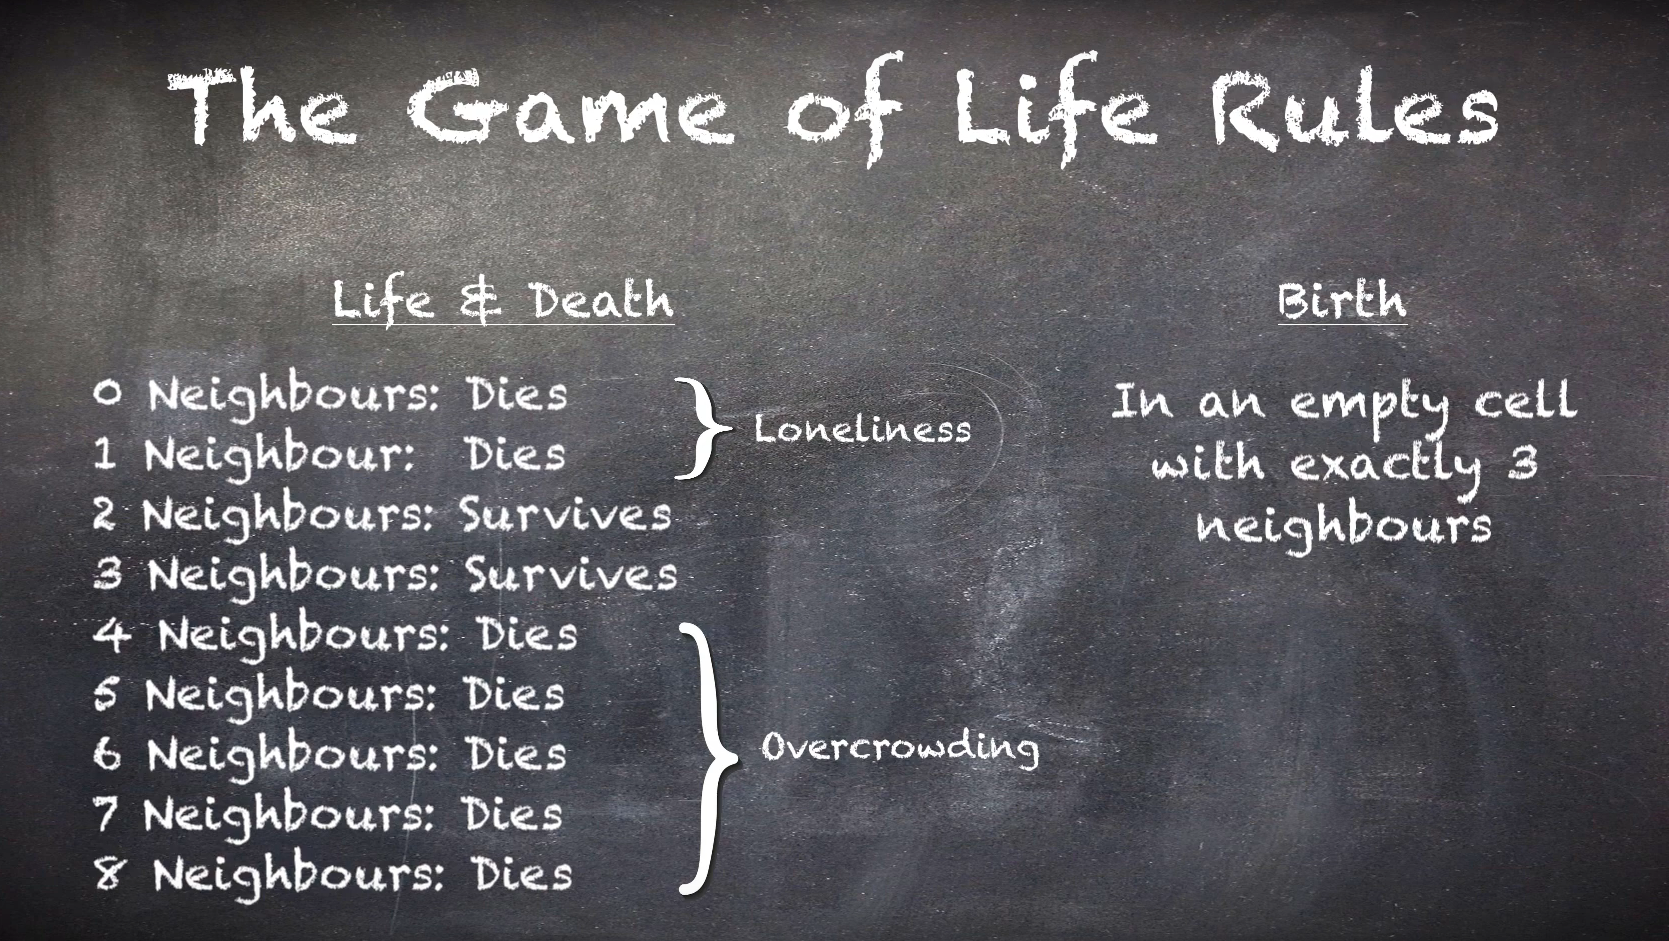 The Game of Life Rules
Life & Death
0 Neighbours: Dies
1 Neighbour: Dies
Loneliness
2 Neighbours: Survives
3 Neighbours: Survives
4 Neighbours: Dies
5 Neighbours: Dies
6 Neighbours: Dies
7 Neighbours: Dies
8 Neighbours: Dies
Overcrowding
Birth
In an empty cell
with exactly 3
neighbours